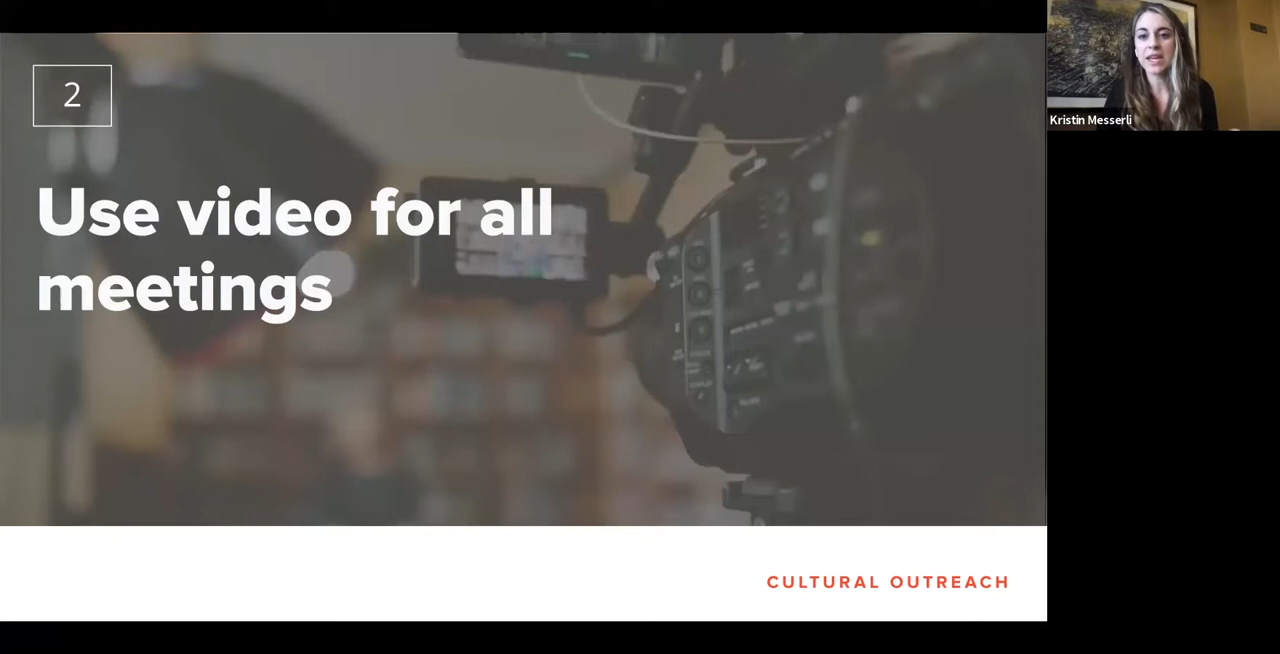 2
Use video for all
meetings
CULTURAL OUTREACH
Kristin Messerli